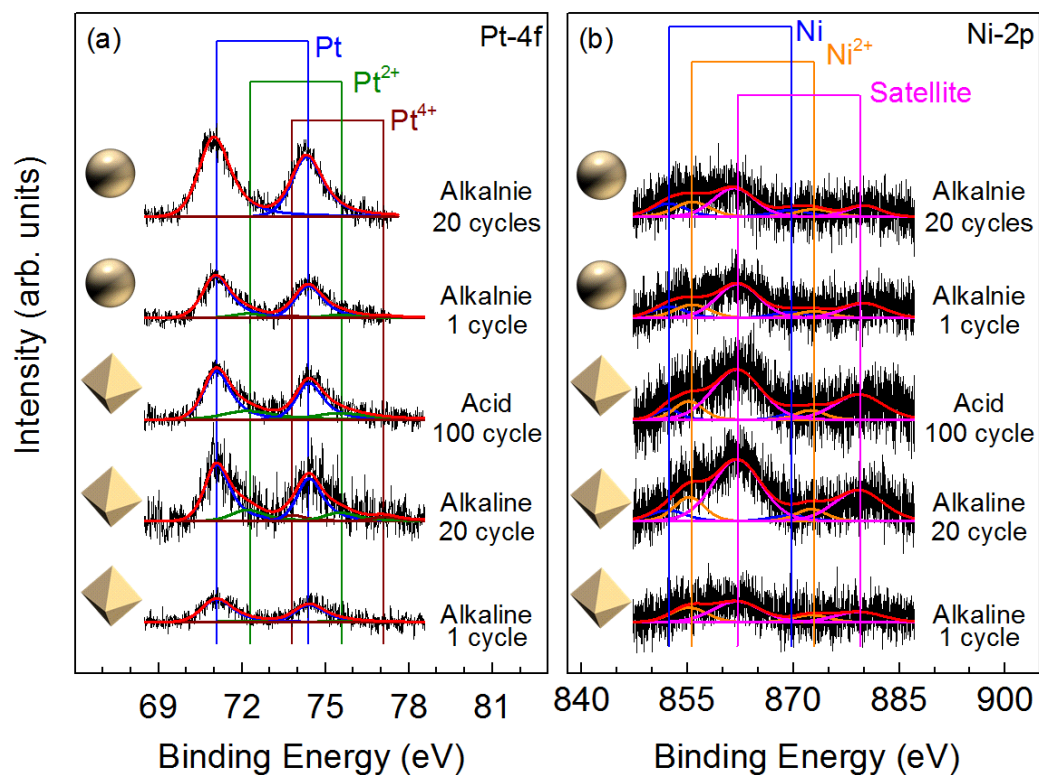 (a)
Pt-4f
Pt
Pt2+
Pt4+
Alkalnie
20 cycles
Alkalnie
1 cycle
Acid
100 cycle
Alkaline
20 cycle
Alkaline
1 cycle
69 72 75 78 81
Binding Energy (eV)
Intensity (arb. units)
(b)
Ni-2p
Ni
Ni2+
Satellite
Alkalnie
20 cycles
Alkalnie
1 cycle
Acid
100 cycle
Alkaline
20 cycle
Alkaline
1 cycle
840 855 870 885 900
Binding Energy (eV)